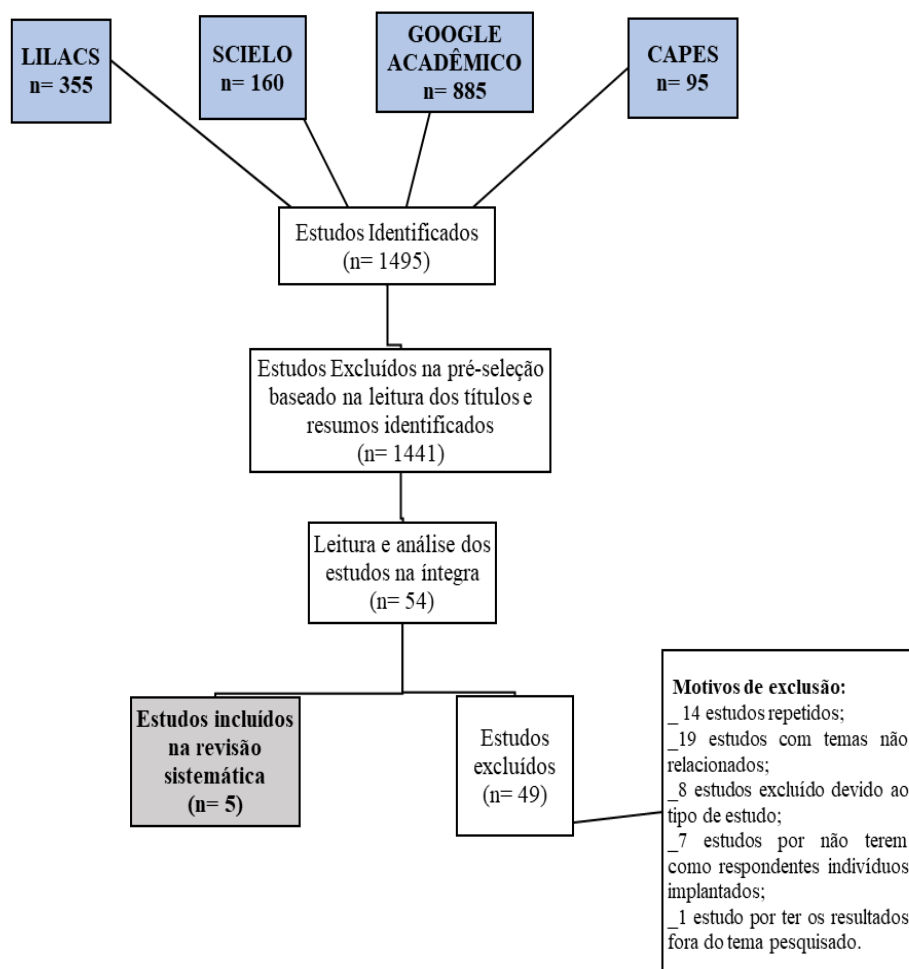 LILACS
n= 355
SCIELO
n= 160
GOOGLE
ACADÊMICO
n= 885
CAPES
n= 95
Estudos Identificados
(n= 1495)
Estudos Excluídos na pré-seleção
baseado na leitura dos títulos e
resumos identificados
(n= 1441)
Leitura e análise dos
estudos na íntegra
(n= 54)
Estudos incluídos
na revisão
sistemática
(n= 5)
Estudos
excluídos
(n= 49)
Motivos de exclusão:
_ 14 estudos repetidos;
_19 estudos com temas não
relacionados;
_8 estudos excluído devido ao
tipo de estudo;
_7 estudos por não terem
como respondentes indivíduos
implantados;
_1 estudo por ter os resultados
fora do tema pesquisado.